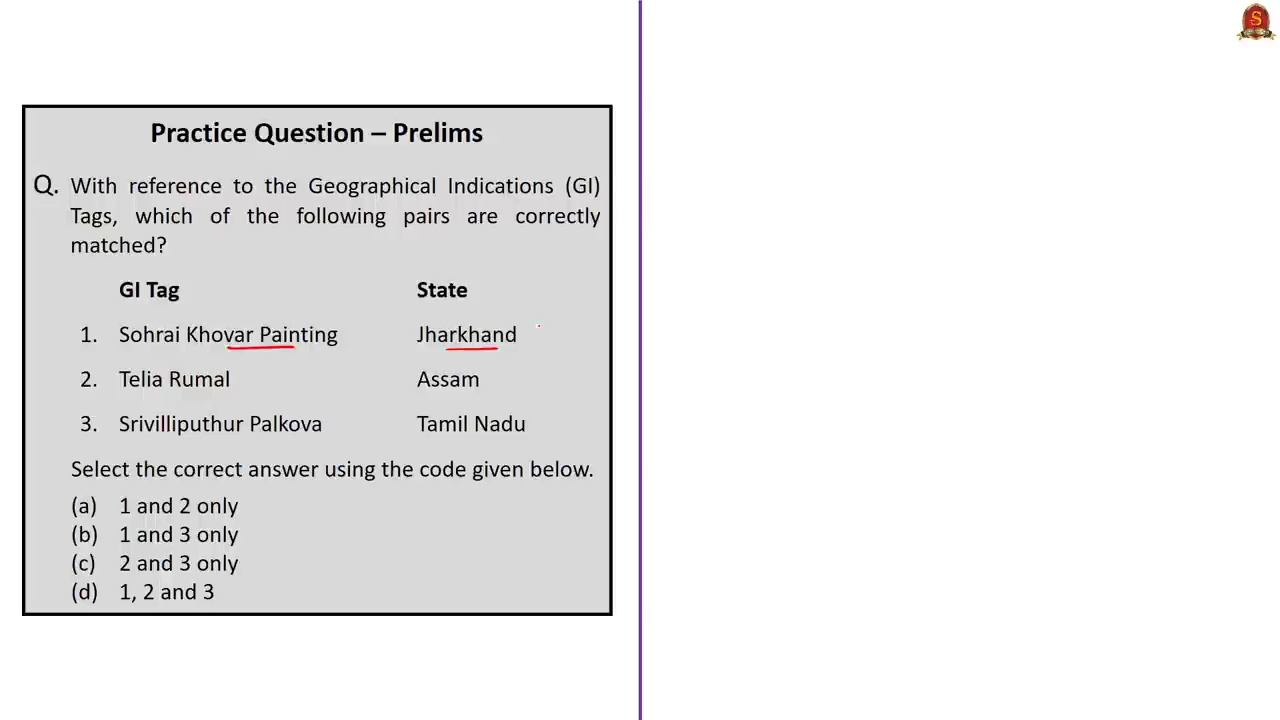 S
Practice Question – Prelims
Q. With reference to the Geographical Indications (GI)
Tags, which of the following pairs are correctly
matched?
GI Tag State
1. Sohrai Khovar Painting Jharkhand
2. Telia Rumal Assam
3. Srivilliputhur Palkova Tamil Nadu
Select the correct answer using the code given below.
(a) 1 and 2 only
(b) 1 and 3 only
(c) 2 and 3 only
(d) 1, 2 and 3